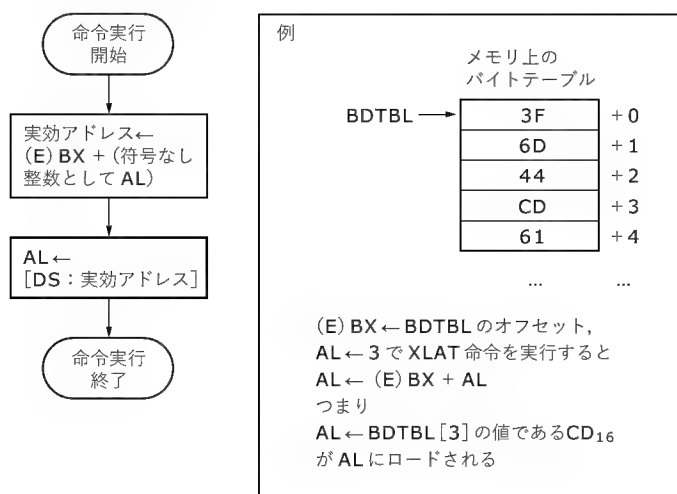 命令実行
開始
実効アドレス←
(E) BX + (符号なし
整数として AL)
AL←
[DS：実効アドレス]
命令実行
終了
例
メモリ上の
バイトテーブル
BDTBL 3F +0
6D +1
44 +2
CD +3
61 +4
… …
(E) BX ← BDTBL のオフセット,
AL ← 3 で XLAT 命令を実行すると
AL ← (E) BX + AL
つまり
AL ← BDTBL [3] の値であるCD₁₆
が AL にロードされる